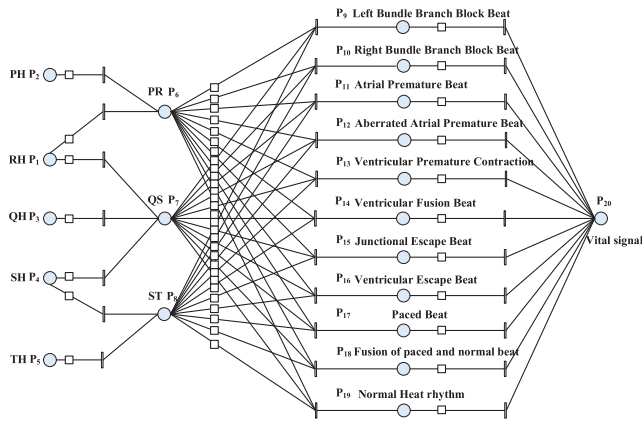 P9 Left Bundle Branch Block Beat
P10 Right Bundle Branch Block Beat
PH P2
PR P6
P11 Atrial Premature Beat
P12 Aberrated Atrial Premature Beat
RH P1
P13 Ventricular Premature Contraction
QS P7
P20
QH P3
P14 Ventricular Fusion Beat
Vital signal
P15 Junctional Escape Beat
SH P4
P16 Ventricular Escape Beat
ST P8
P17 Paced Beat
TH P5
P18 Fusion of paced and normal beat
P19 Normal Heat rhythm